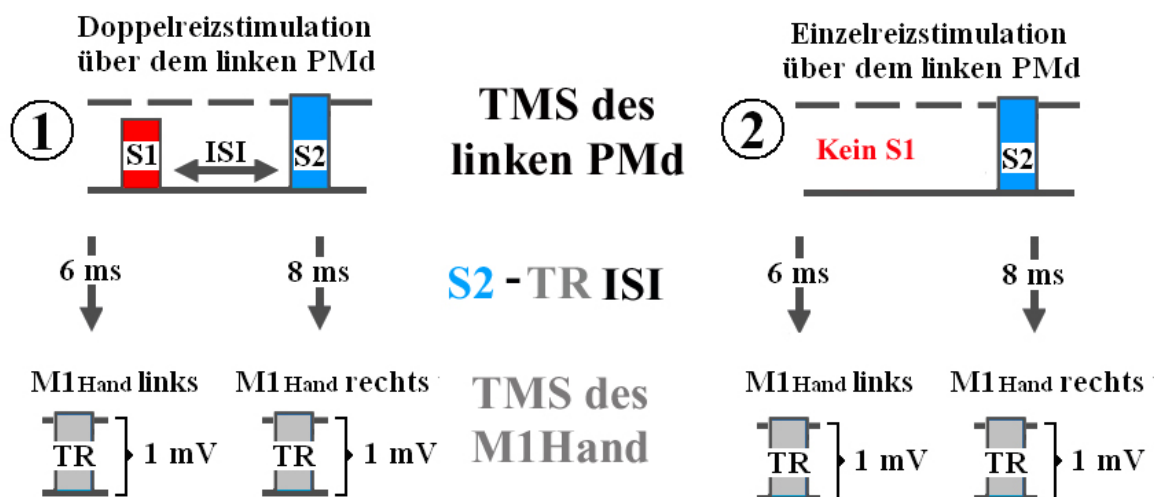 Doppelreizstimulation
über dem linken PMd
1
S1
ISI
S2
6 ms
8 ms
M1Hand links
M1Hand rechts
TR
1 mV
TR
1 mV
TMS des
linken PMd
S2 - TR ISI
TMS des
M1Hand
Einzelreizstimulation
über dem linken PMd
2
Kein S1
S2
6 ms
8 ms
M1Hand links
M1Hand rechts
TR
1 mV
TR
1 mV